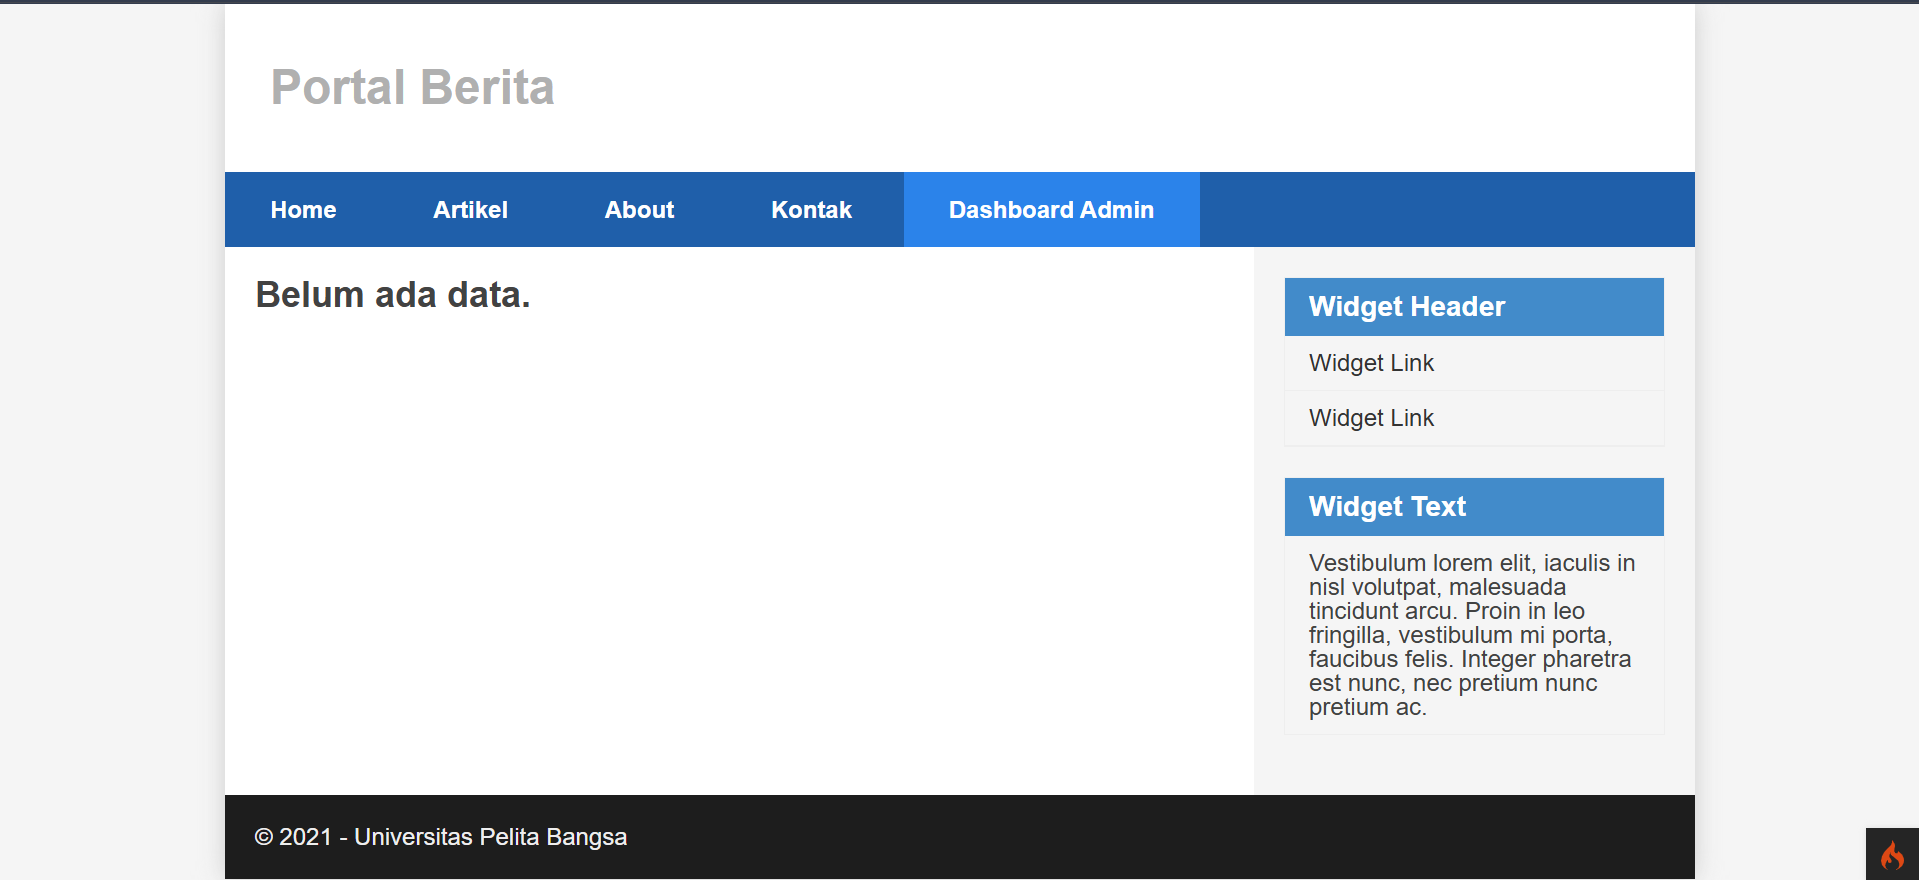 Portal Berita
Home Artikel About Kontak Dashboard Admin
Belum ada data.
Widget Header
Widget Link
Widget Link
Widget Text
Vestibulum lorem elit, iaculis in
nisl volutpat, malesuada
tincidunt arcu. Proin in leo
fringilla, vestibulum mi porta,
faucibus felis. Integer pharetra
est nunc, nec pretium nunc
pretium ac.
© 2021 - Universitas Pelita Bangsa